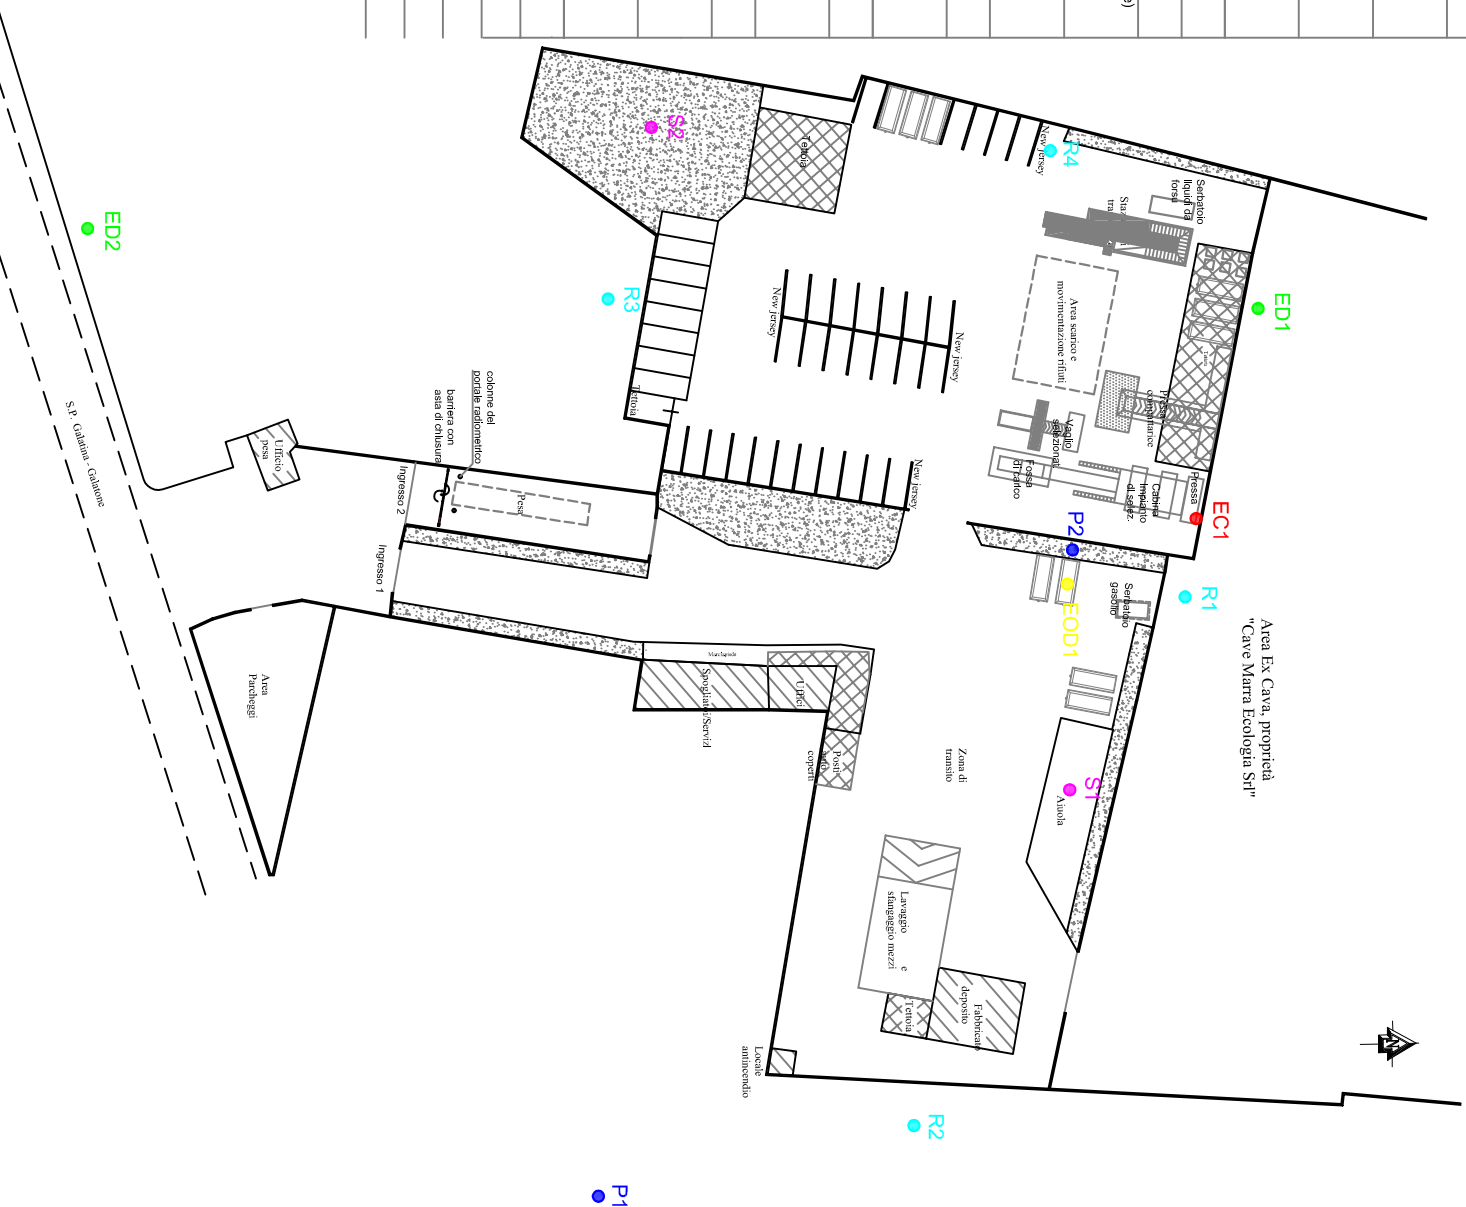 e)
S2
Tettoia
New jersey
R4
Serbatoio
liquidi da
forsu
ED2
R3
ED1
New jersey
New jersey
Area scarico e
movimentazione rifiuti
Tettoia
colonne del
portale radiometrico
barriera con
asta di chiusura
S.P. Galatina - Galatone
Ufficio
pesa
Ingresso 2
Pesa
New jersey
Vaglio
Fossa
di carico
Pressa
Cabina
Impianto
di selez.
EC1
P2
Ingresso 1
EOD1
Serbatoio
gasolio
R1
Area Ex Cava, proprietà
"Cave Marra Ecologia Srl"
Area
Parcheggi
Marciapiede
Spogliatoi/Servizi
Uffici
Posti
auto
coperti
Zona di
transito
S1
Aiuola
Lavaggio e
sfangaggio mezzi
Tettoia
Fabbricato
deposito
Locale
antincendio
N
R2
P1